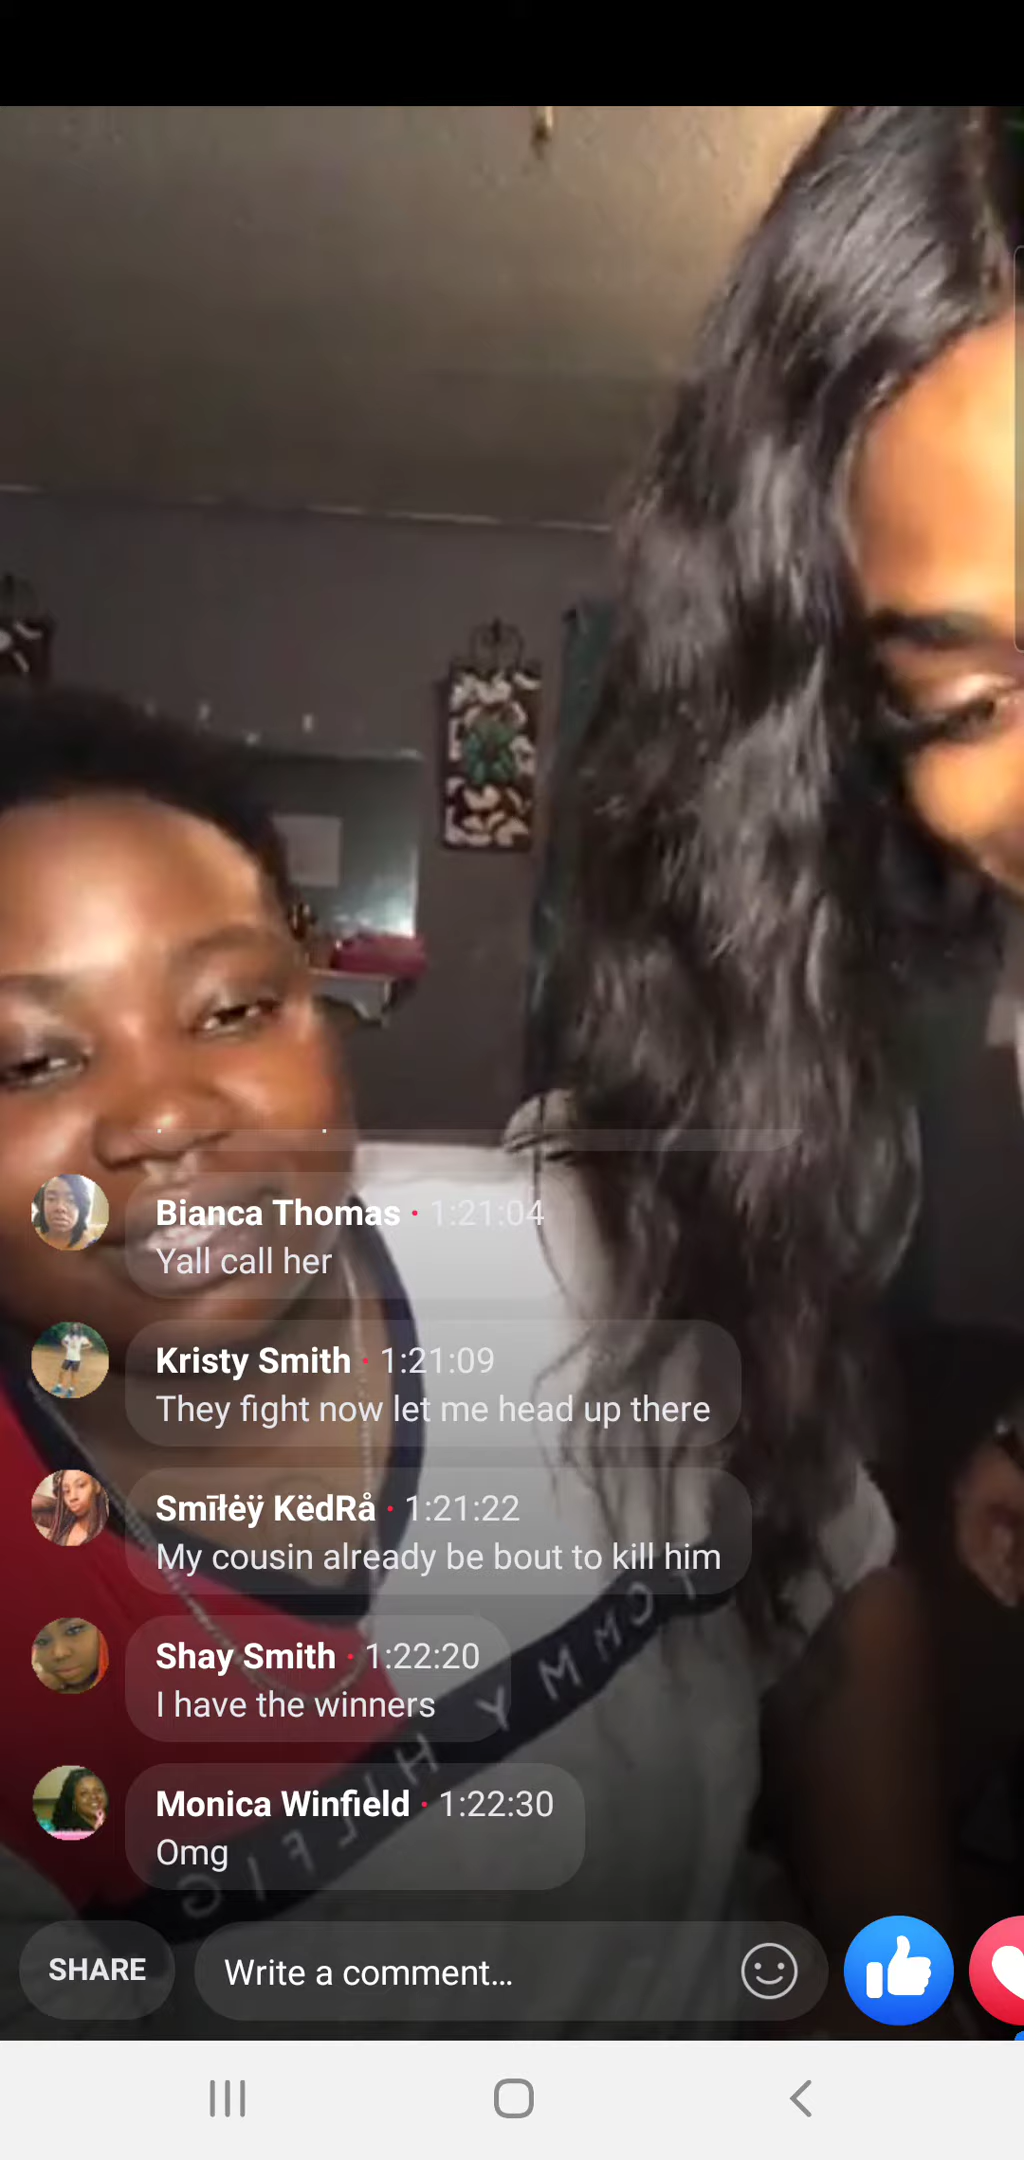 Bianca Thomas · 1:21:04
Yall call her
Kristy Smith · 1:21:09
They fight now let me head up there
Smīłėÿ KëdRå · 1:21:22
My cousin already be bout to kill him
Shay Smith · 1:22:20
I have the winners
TOMMY HILFIG
Monica Winfield · 1:22:30
Omg
SHARE
Write a comment...